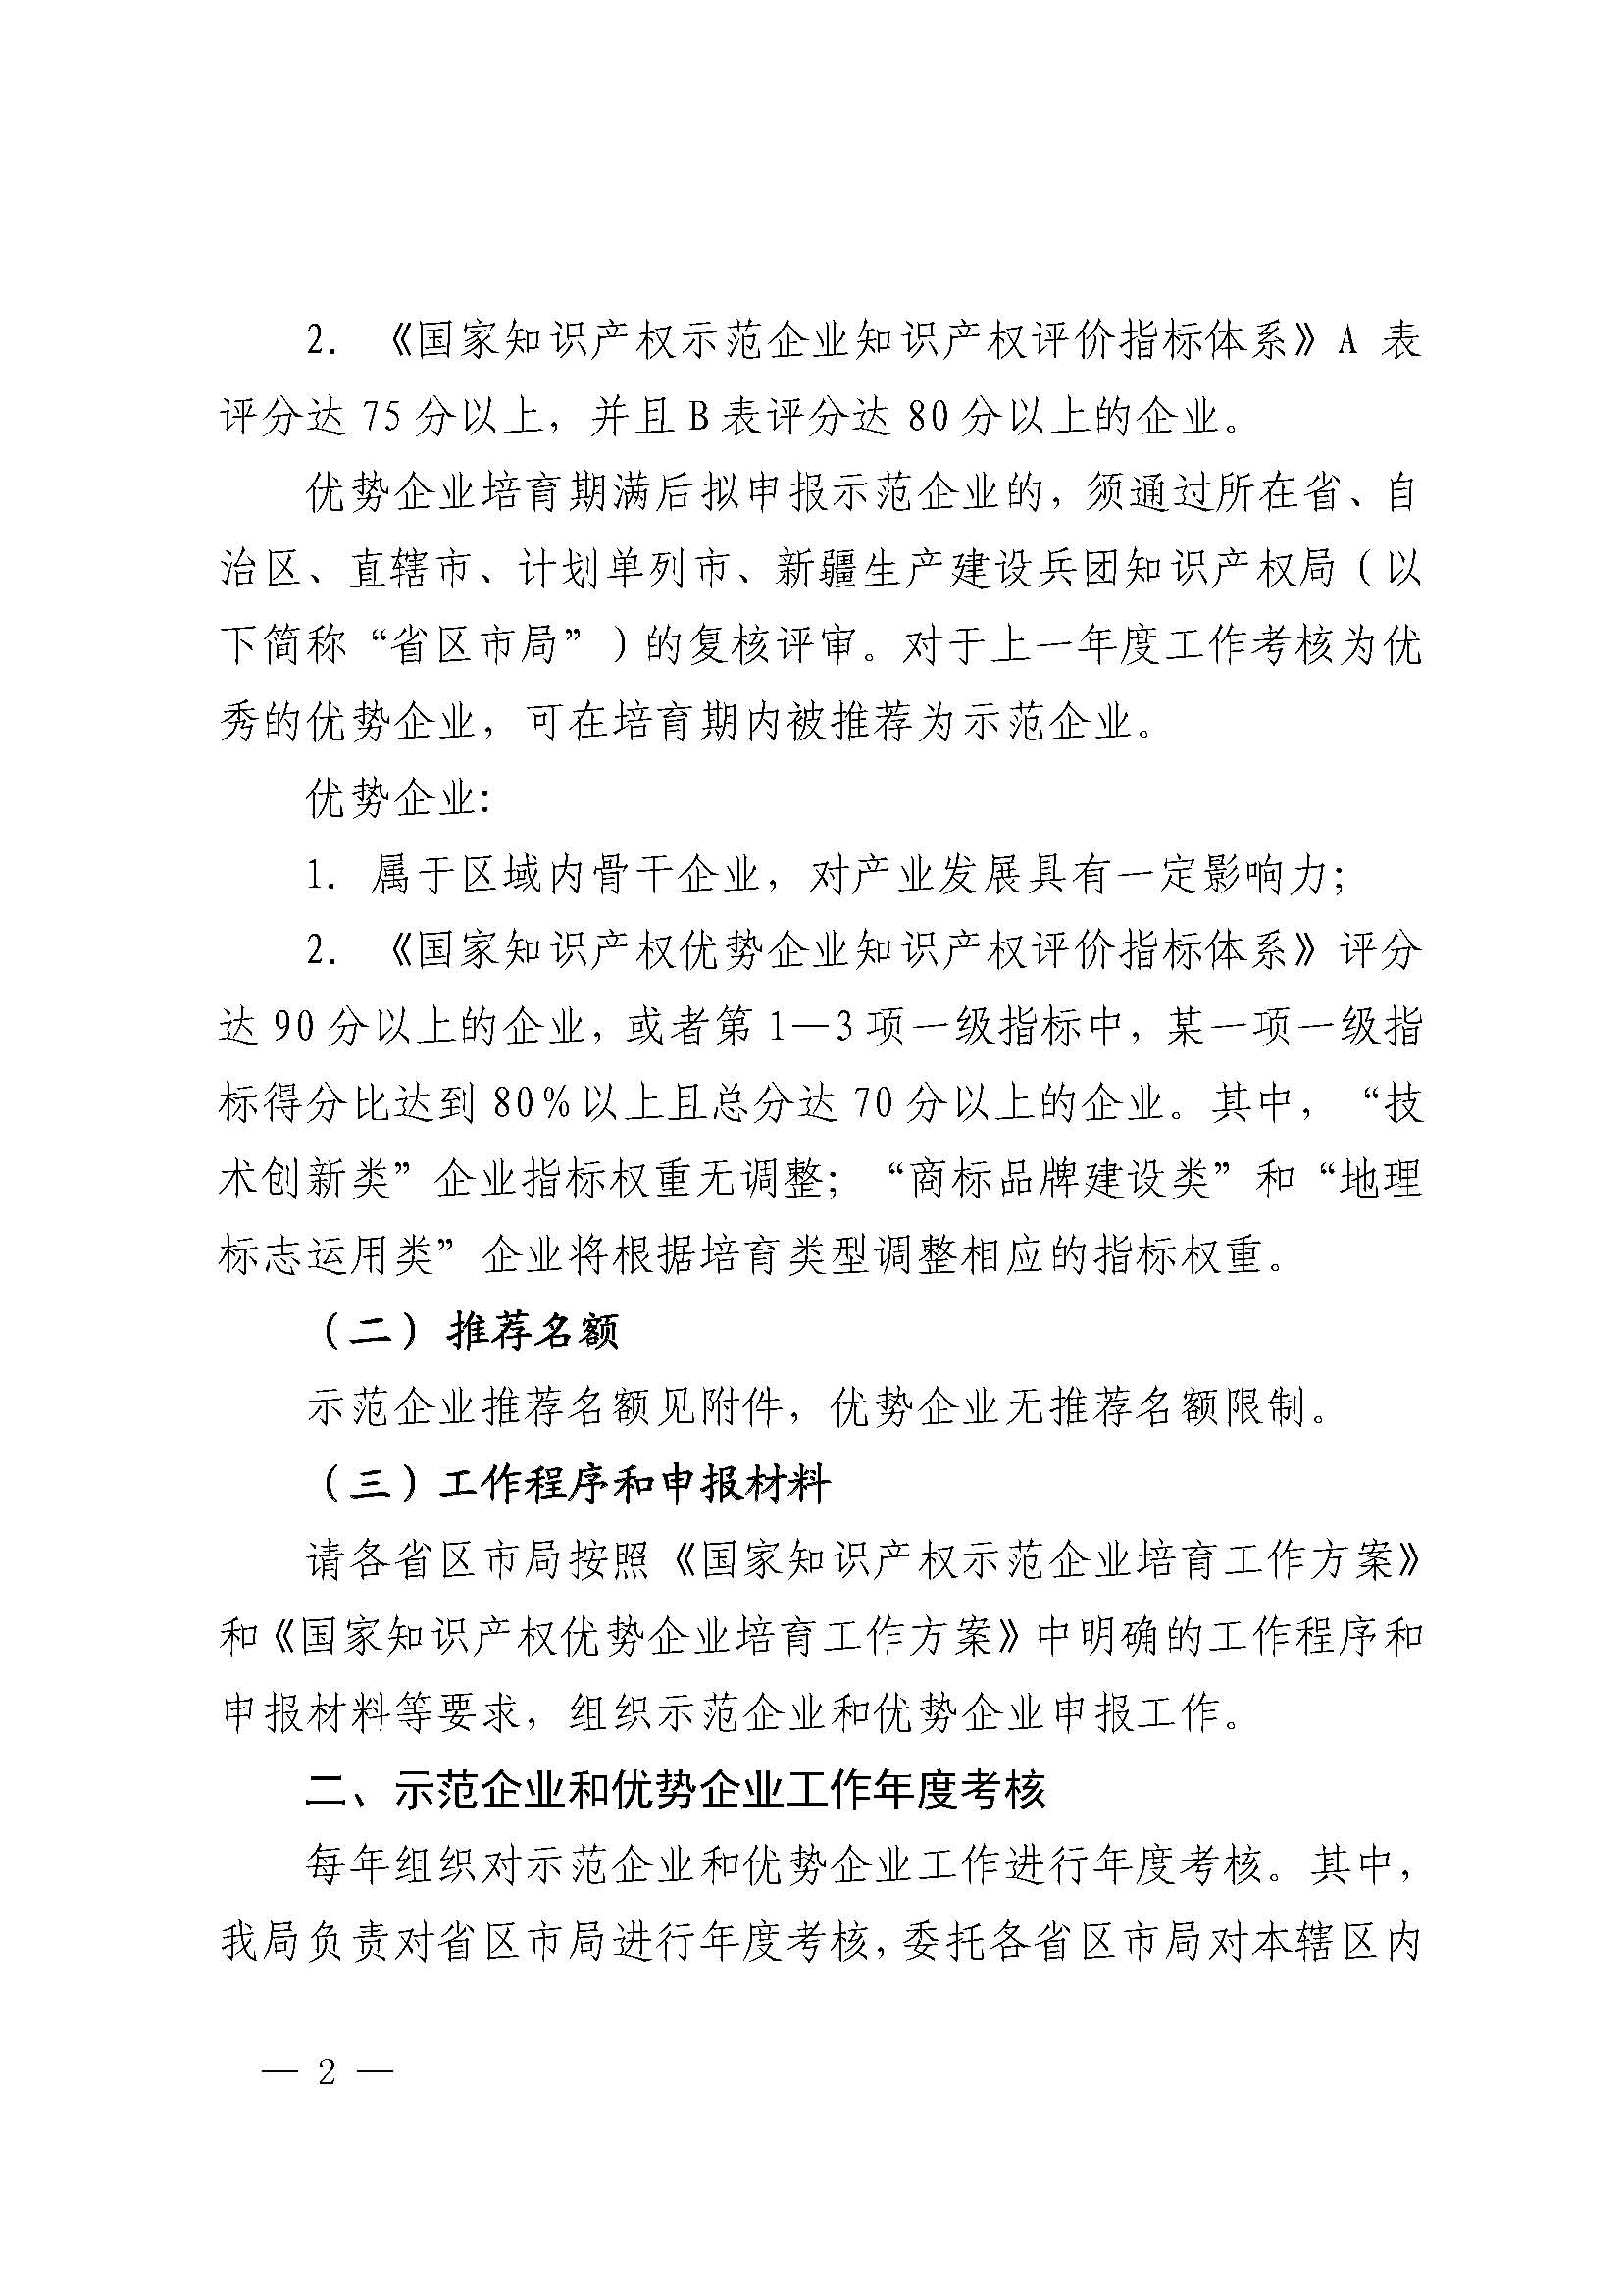 2. 《国家知识产权示范企业知识产权评价指标体系》A 表
评分达 75 分以上，并且 B 表评分达 80 分以上的企业。
优势企业培育期满后拟申报示范企业的，须通过所在省、自
治区、直辖市、计划单列市、新疆生产建设兵团知识产权局（以
下简称“省区市局”）的复核评审。对于上一年度工作考核为优
秀的优势企业，可在培育期内被推荐为示范企业。
优势企业：
1. 属于区域内骨干企业，对产业发展具有一定影响力；
2. 《国家知识产权优势企业知识产权评价指标体系》评分
达 90 分以上的企业，或者第 1—3 项一级指标中，某一项一级指
标得分比达到 80%以上且总分达 70 分以上的企业。其中，“技
术创新类”企业指标权重无调整；“商标品牌建设类”和“地理
标志运用类”企业将根据培育类型调整相应的指标权重。
（二）推荐名额
示范企业推荐名额见附件，优势企业无推荐名额限制。
（三）工作程序和申报材料
请各省区市局按照《国家知识产权示范企业培育工作方案》
和《国家知识产权优势企业培育工作方案》中明确的工作程序和
申报材料等要求，组织示范企业和优势企业申报工作。
二、示范企业和优势企业工作年度考核
每年组织对示范企业和优势企业工作进行年度考核。其中，
我局负责对省区市局进行年度考核，委托各省区市局对本辖区内
— 2 —